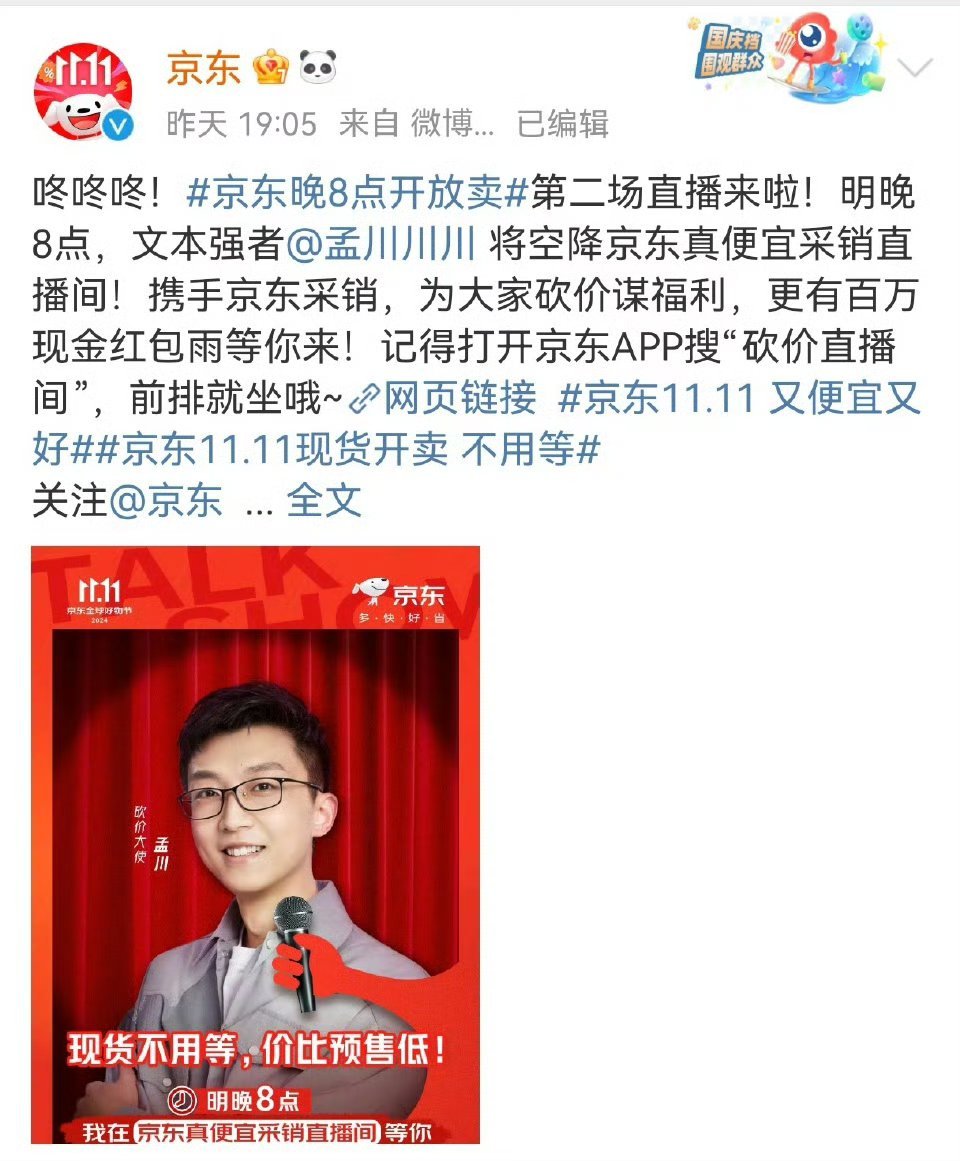 11.11
京东
国庆档
围观群众
昨天 19:05 来自 微博... 已编辑
咚咚咚！#京东晚8点开放卖#第二场直播来啦！明晚
8点，文本强者@孟川川川 将空降京东真便宜采销直
播间！携手京东采销，为大家砍价谋福利，更有百万
现金红包雨等你来！记得打开京东APP搜“砍价直播
间”，前排就坐哦~网页链接 #京东11.11 又便宜又
好##京东11.11现货开卖 不用等#
关注@京东 ... 全文
TALK
SHOW
11.11
京东全球好物节
2024
京东
多·快·好·省
砍价大使
孟川
现货不用等，价比预售低！
明晚8点
我在京东真便宜采销直播间等你